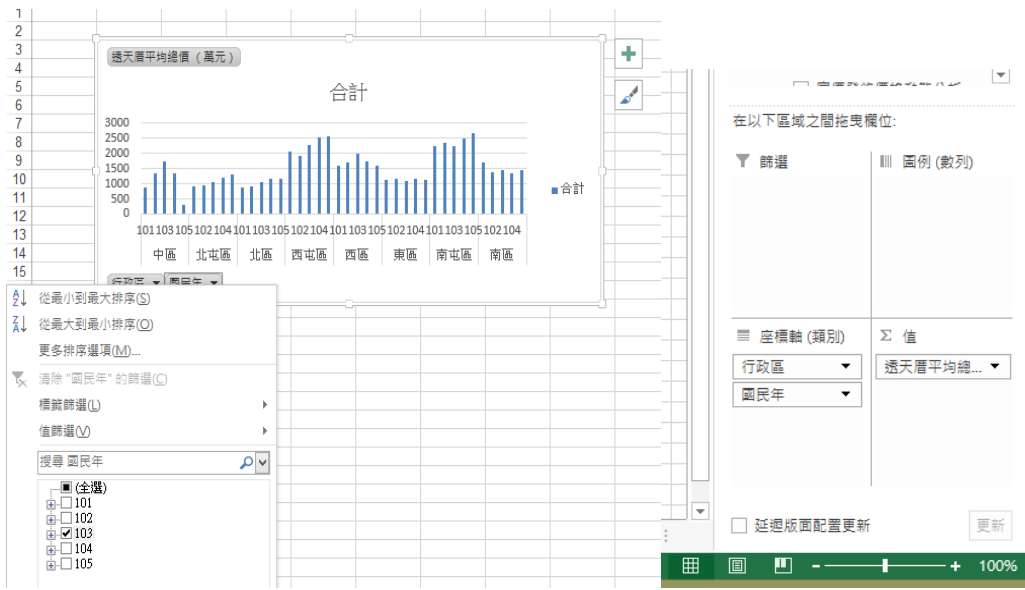 1
2
3
4
5
6
7
8
9
10
11
12
13
14
15
透天厝平均總價（萬元）
合計
3000
2500
2000
1500
1000
500
0
101 103 105 102 104 101 103 105 102 104 101 103 105 102 104 101 103 105 102 104
中區 北屯區 北區 西屯區 西區 東區 南屯區 南區
合計
行政區 國民年
從最小到最大排序(S)
從最大到最小排序(O)
更多排序選項(M)...
清除 "國民年" 的篩選(C)
標籤篩選(L)
值篩選(V)
搜尋 國民年
(全選)
101
102
103
104
105
在以下區域之間拖曳欄位:
篩選
圖例 (數列)
座標軸 (類別)
Σ 值
行政區
透天厝平均總...
國民年
延遲版面配置更新
更新
- + 100%